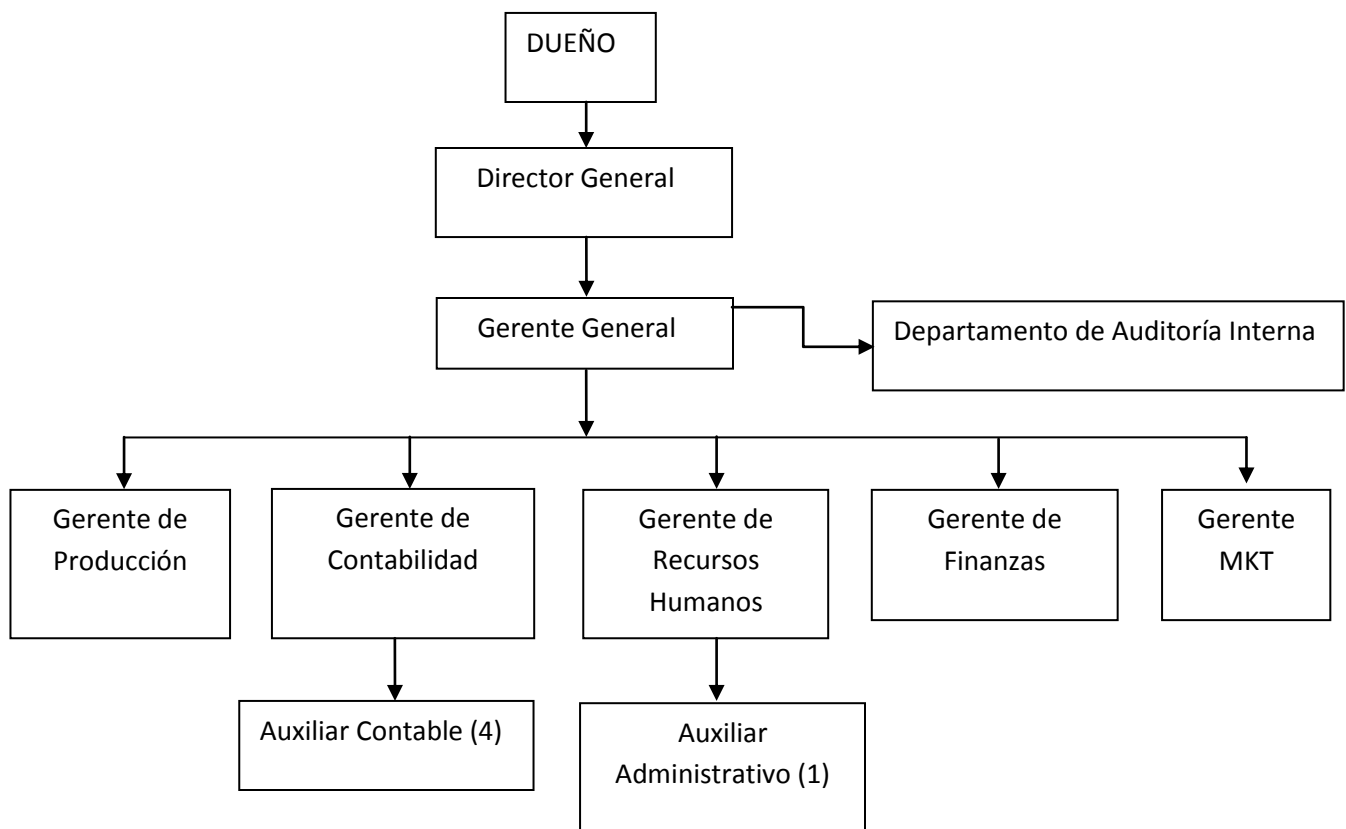 DUEÑO
Director General
Gerente General
Departamento de Auditoría Interna
Gerente de
Producción
Gerente de
Contabilidad
Gerente de
Recursos
Humanos
Gerente de
Finanzas
Gerente
MKT
Auxiliar Contable (4)
Auxiliar
Administrativo (1)